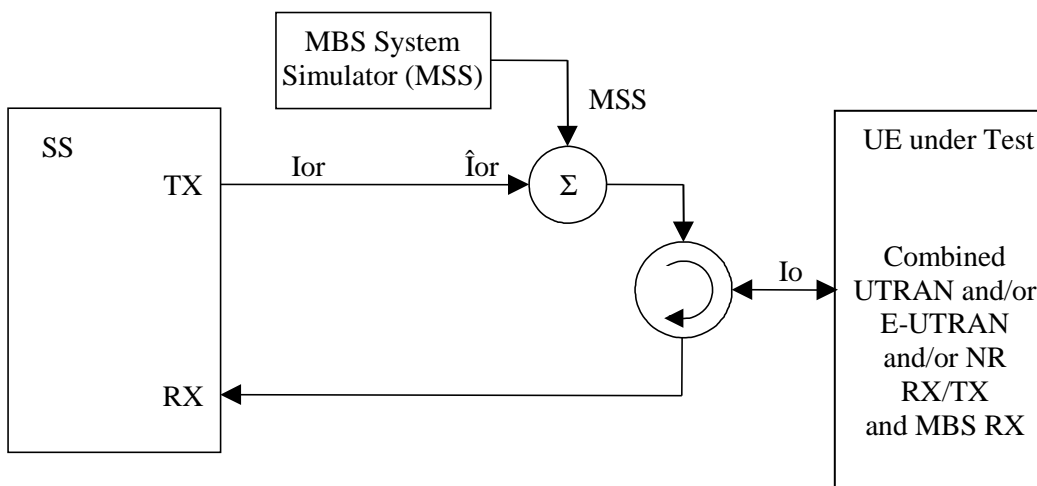 MBS System
Simulator (MSS)
MSS
SS
TX
Ior
Îor
Σ
UE under Test
Io
Combined
UTRAN and/or
E-UTRAN
and/or NR
RX/TX
and MBS RX
RX